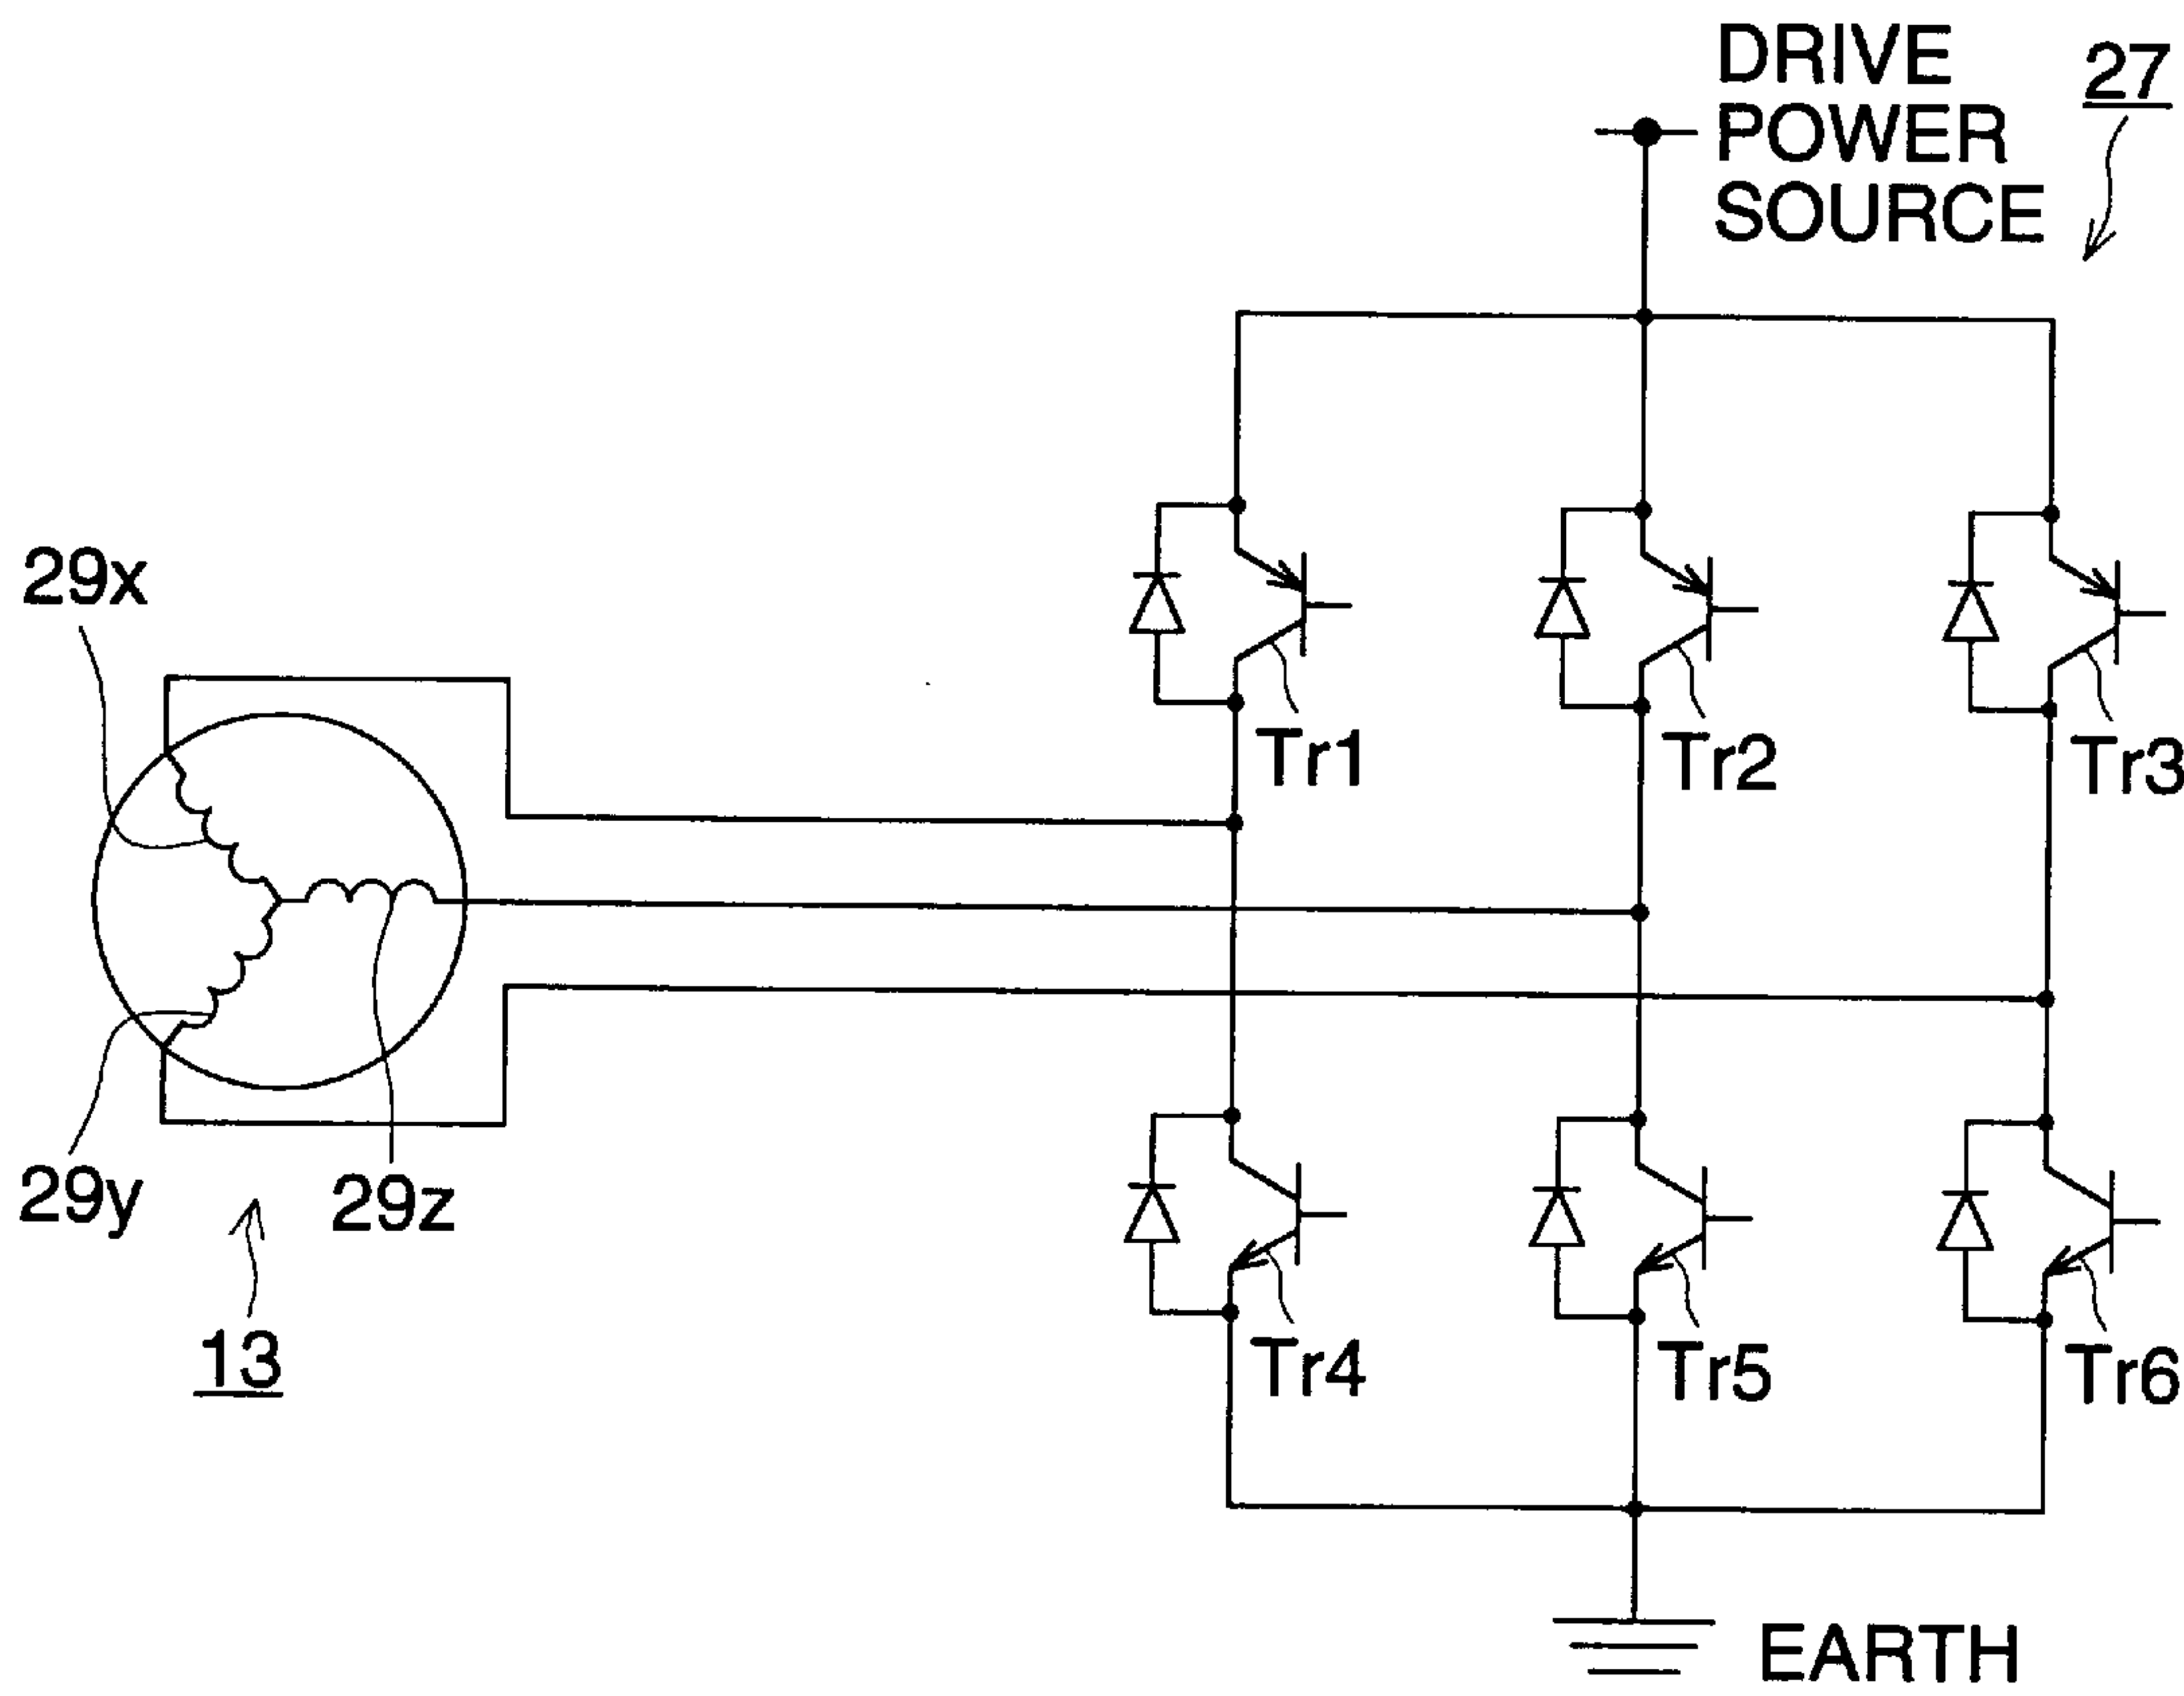 DRIVE
POWER
SOURCE
27
29x
Tr1
Tr2
Tr3
29y
29z
13
Tr4
Tr5
Tr6
EARTH